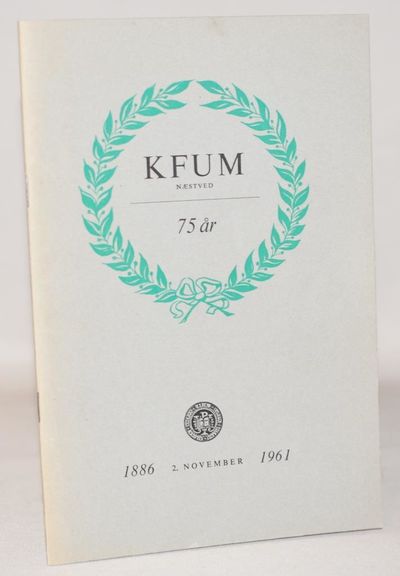 KFUM
NÆSTVED
75 år
1886 2. NOVEMBER 1961